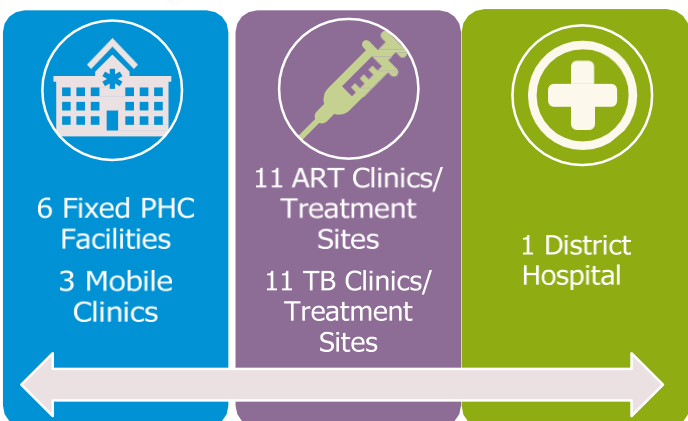 6 Fixed PHC
Facilities
3 Mobile
Clinics
11 ART Clinics/
Treatment
Sites
11 TB Clinics/
Treatment
Sites
1 District
Hospital